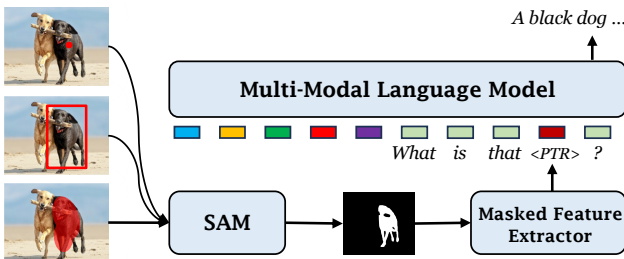 A black dog ...
Multi-Modal Language Model
What is that <PTR> ?
SAM
Masked Feature
Extractor